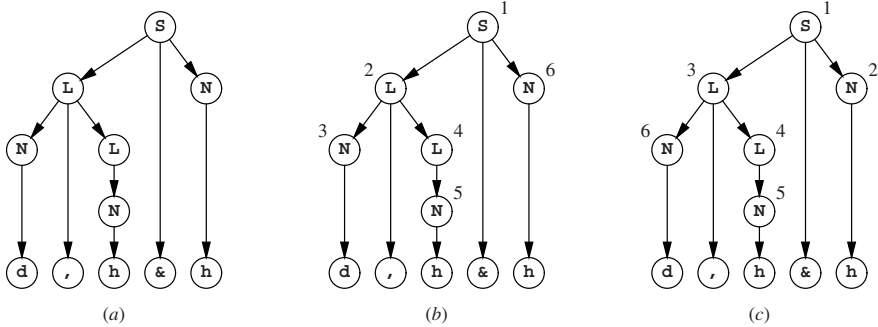 S S 1 S 1
L N 2 L N 6 3 L N 2
N L 3 N L 4 6 N L 4
N N 5 N 5
d , h & h d , h & h d , h & h
(a) (b) (c)